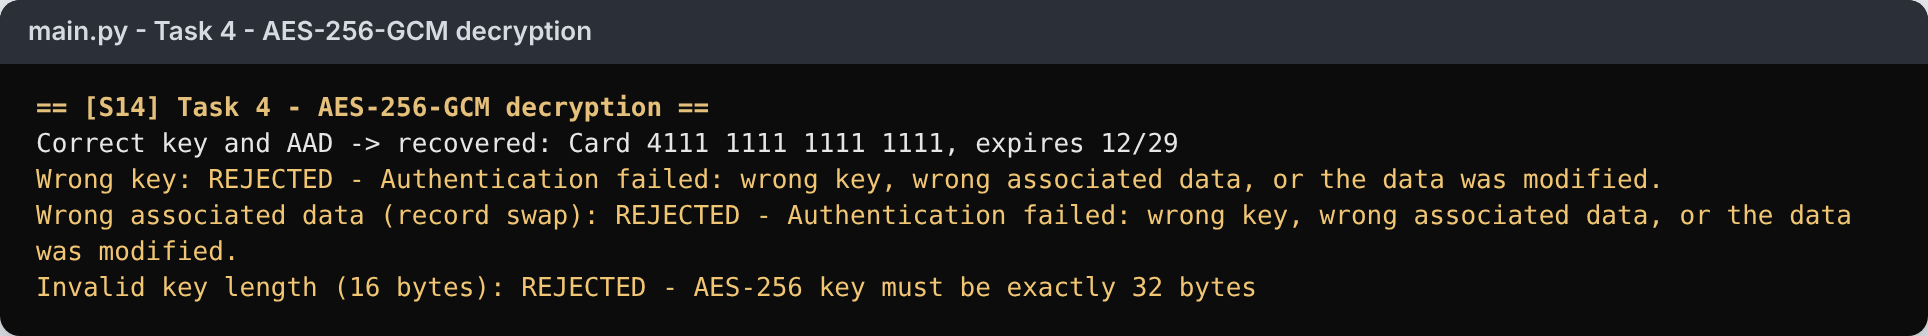 main.py - Task 4 - AES-256-GCM decryption
== [S14] Task 4 - AES-256-GCM decryption ==
Correct key and AAD -> recovered: Card 4111 1111 1111 1111, expires 12/29
Wrong key: REJECTED - Authentication failed: wrong key, wrong associated data, or the data was modified.
Wrong associated data (record swap): REJECTED - Authentication failed: wrong key, wrong associated data, or the data
was modified.
Invalid key length (16 bytes): REJECTED - AES-256 key must be exactly 32 bytes